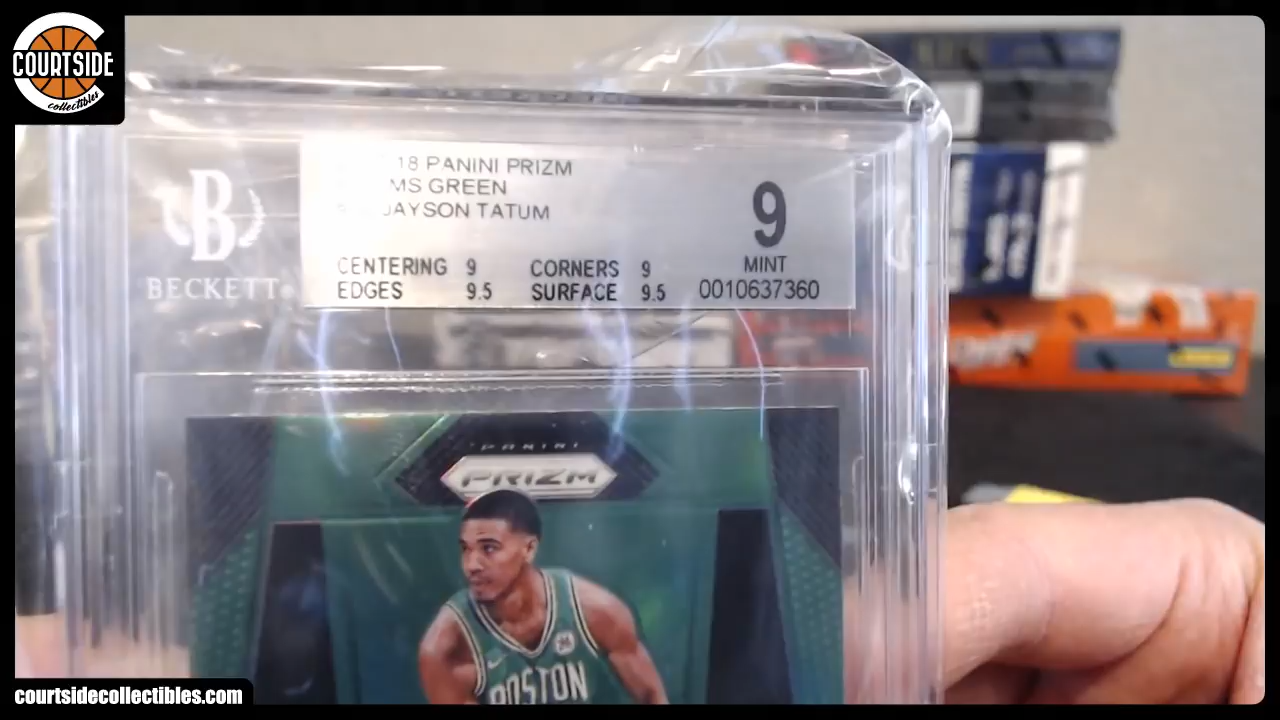 COURTSIDE
collectibles
18 PANINI PRIZM
MS GREEN
JAYSON TATUM
9
MINT
CENTERING 9 CORNERS 9
EDGES 9.5 SURFACE 9.5 0010637360
B
BECKETT
PANINI
PRIZM
BOSTON
courtsidecollectibles.com